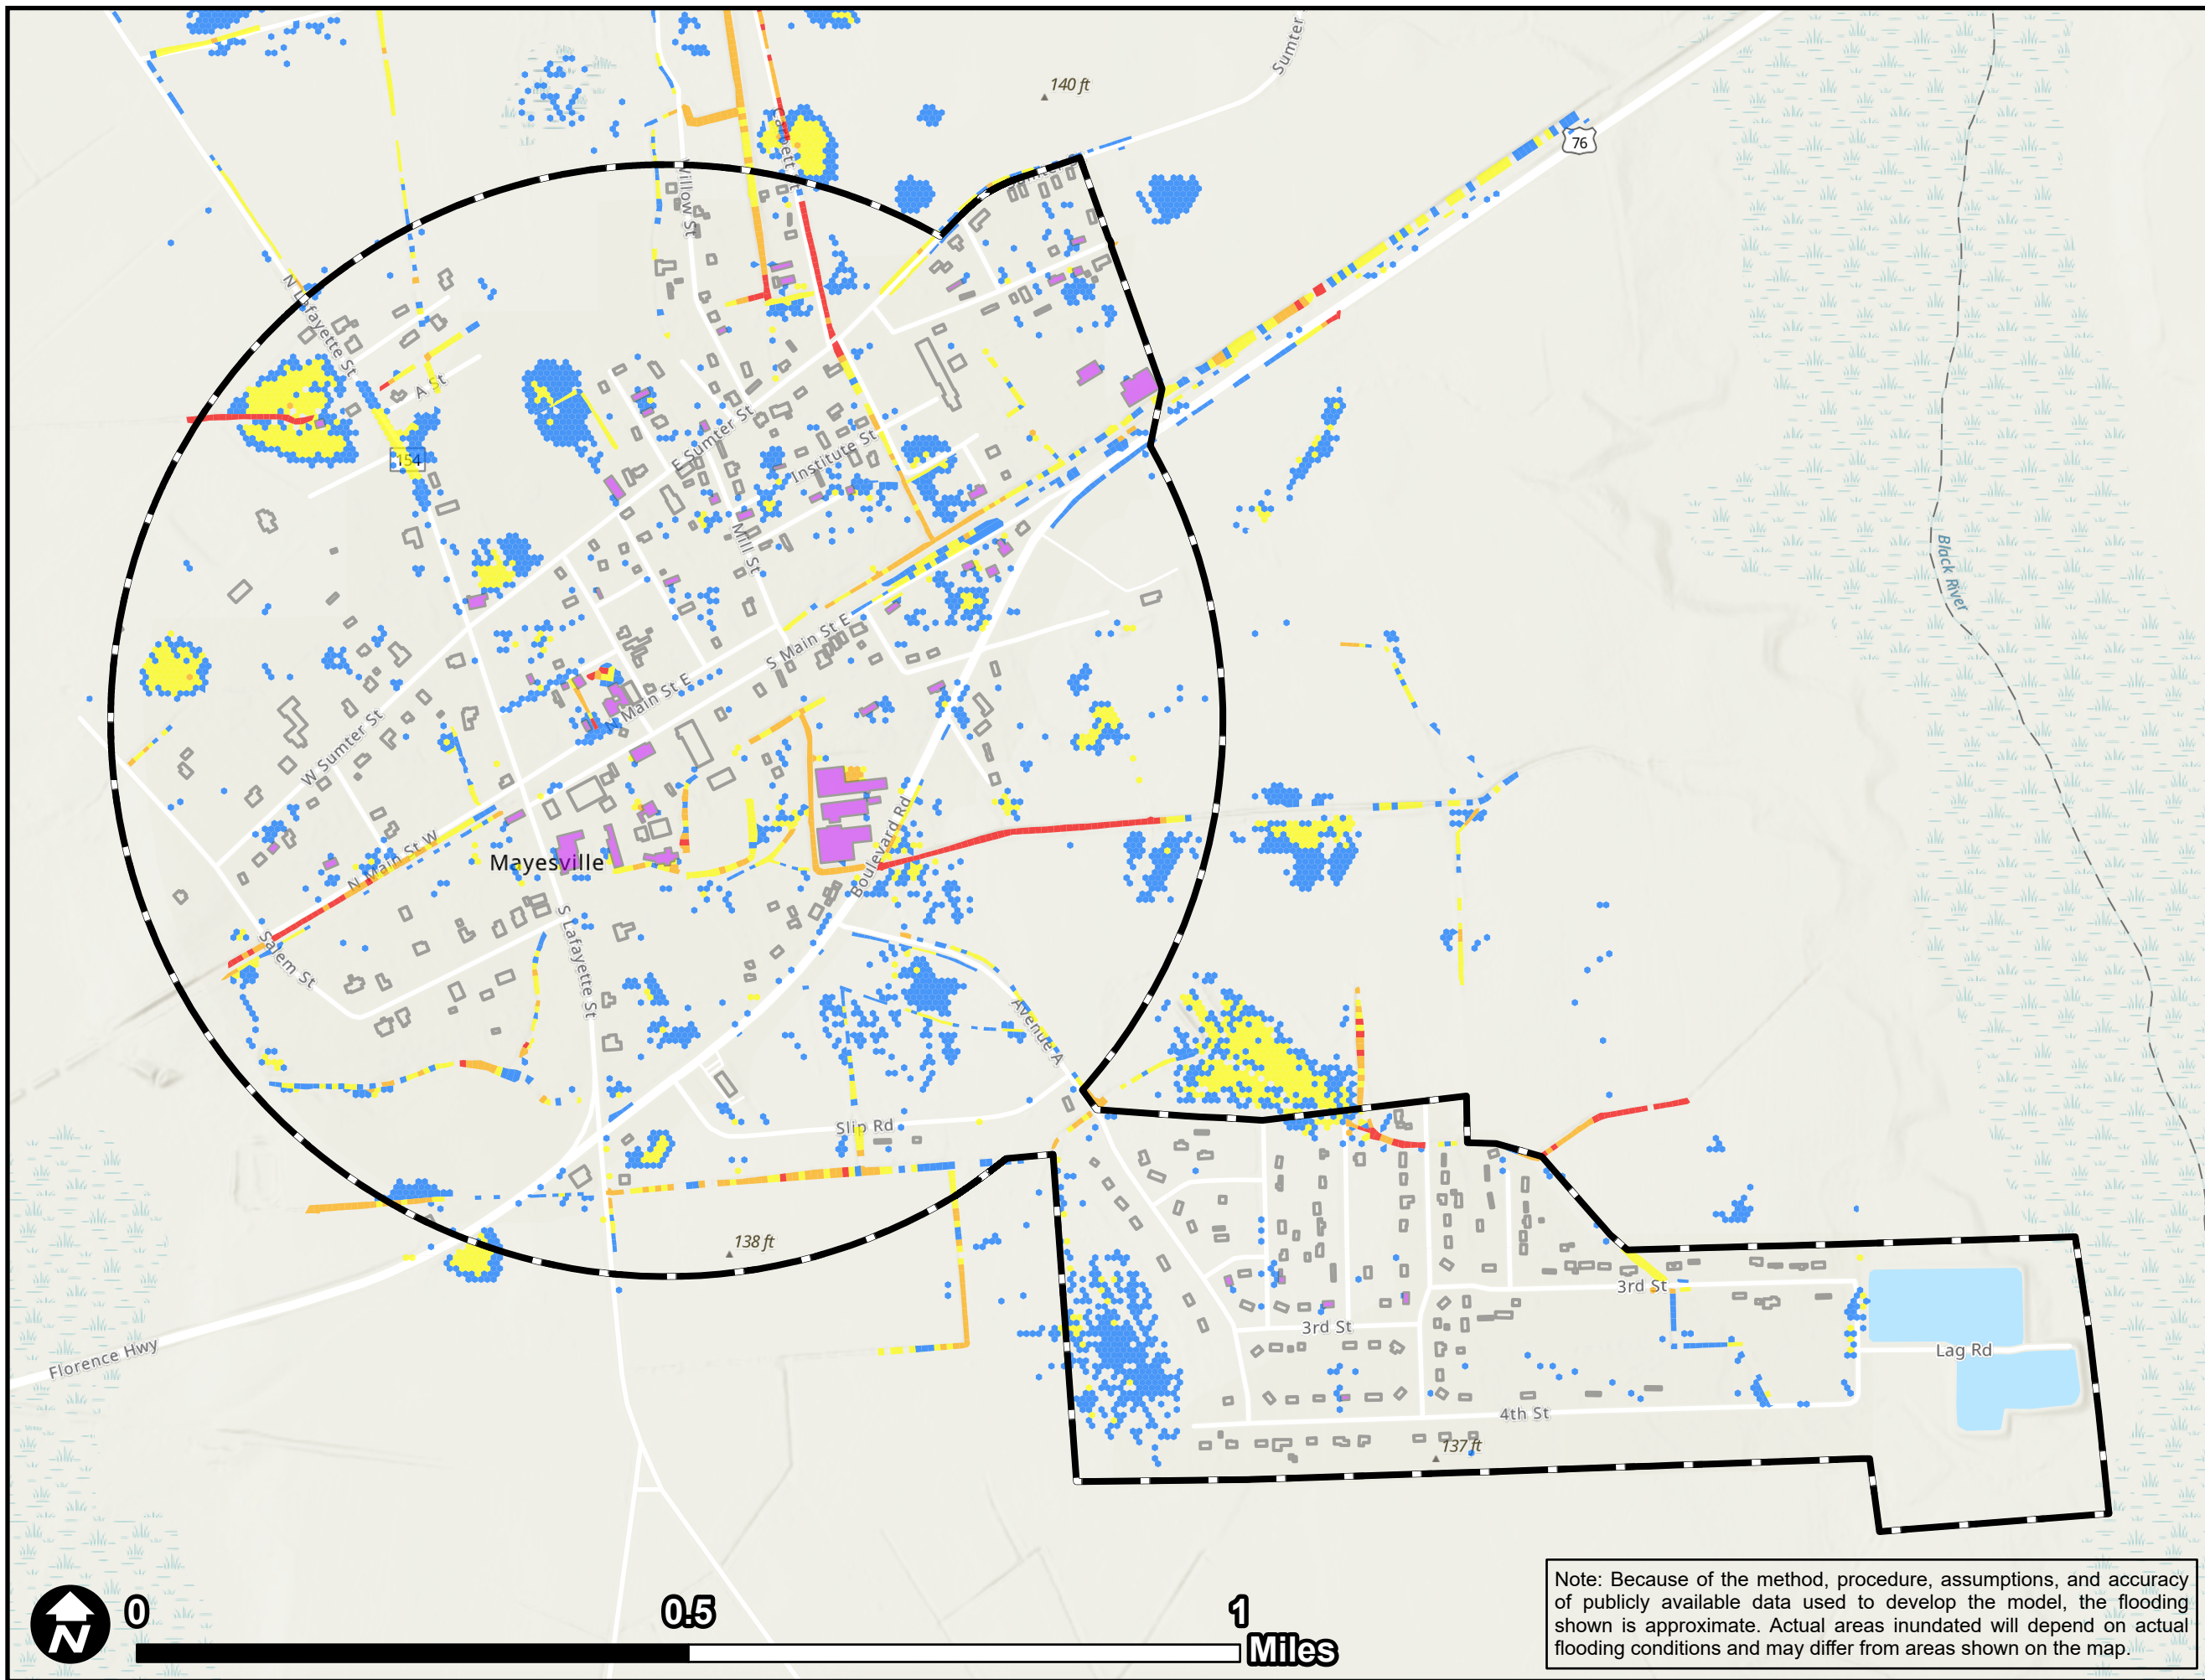 Sumter
140 ft
76
Willow St
N Lafayette St
A St
154
E Sumter St
Institute St
Mill St
Black River
S Main St E
N Main St E
W Sumter St
N Main St W
Mayesville
Boulevard Rd
S Lafayette St
Salem St
Avenue A
Slip Rd
138 ft
3rd St
3rd St
Lag Rd
Florence Hwy
4th St
137 ft
Note: Because of the method, procedure, assumptions, and accuracy
of publicly available data used to develop the model, the flooding
shown is approximate. Actual areas inundated will depend on actual
flooding conditions and may differ from areas shown on the map.
N
0
0.5
1
Miles